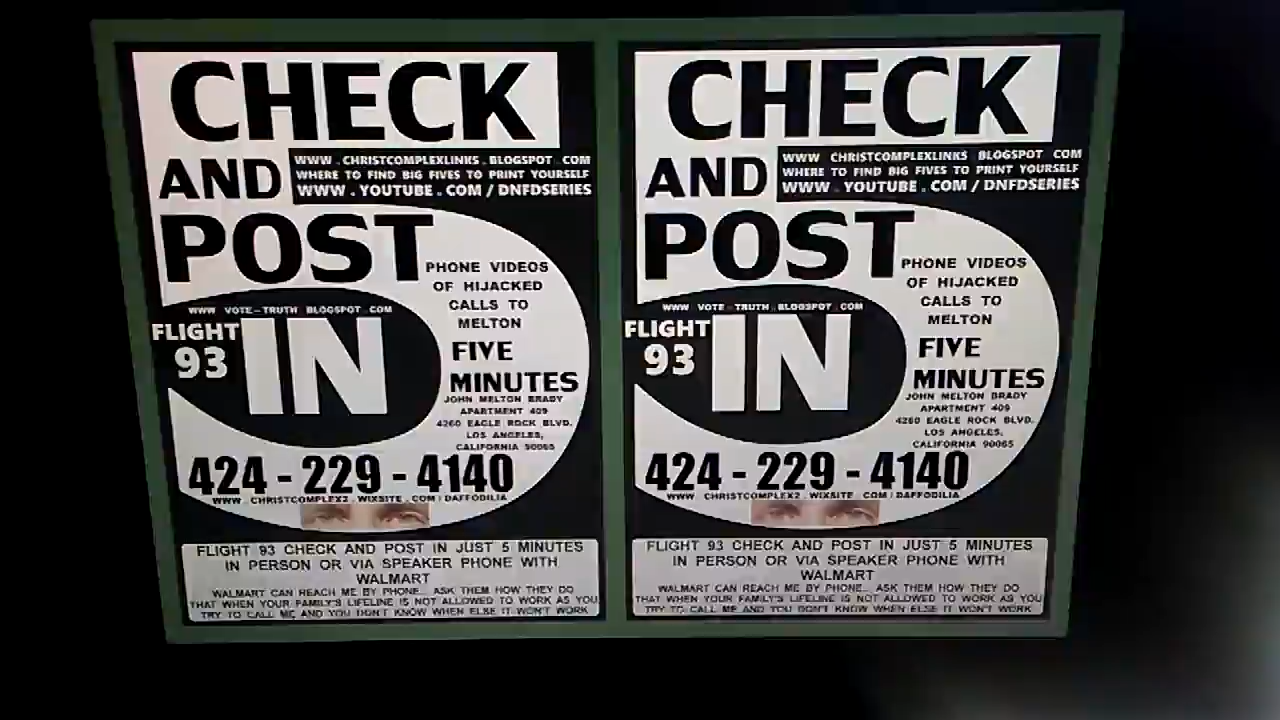 CHECK
WWW . CHRISTCOMPLEXLINKS . BLOGSPOT . COM
AND WHERE TO FIND BIG FIVES TO PRINT YOURSELF
WWW . YOUTUBE . COM / DNFDSERIES
POST
PHONE VIDEOS
OF HIJACKED
CALLS TO
MELTON
WWW . VOTE-TRUTH . BLOGSPOT . COM
FLIGHT
93
IN
FIVE
MINUTES
JOHN MELTON BRADY
APARTMENT 409
4260 EAGLE ROCK BLVD.
LOS ANGELES,
CALIFORNIA 90065
424 - 229 - 4140
WWW . CHRISTCOMPLEX2 . WIXSITE . COM / DAFFODILIA
FLIGHT 93 CHECK AND POST IN JUST 5 MINUTES
IN PERSON OR VIA SPEAKER PHONE WITH
WALMART
WALMART CAN REACH ME BY PHONE... ASK THEM HOW THEY DO
THAT WHEN YOUR FAMILY'S LIFELINE IS NOT ALLOWED TO WORK AS YOU
TRY TO CALL ME AND YOU DON'T KNOW WHEN ELSE IT WON'T WORK
CHECK
WWW CHRISTCOMPLEXLINKS BLOGSPOT COM
AND WHERE TO FIND BIG FIVES TO PRINT YOURSELF
WWW . YOUTUBE . COM / DNFDSERIES
POST
PHONE VIDEOS
OF HIJACKED
CALLS TO
MELTON
WWW . VOTE-TRUTH . BLOGSPOT . COM
FLIGHT
93
IN
FIVE
MINUTES
JOHN MELTON BRADY
APARTMENT 409
4260 EAGLE ROCK BLVD.
LOS ANGELES,
CALIFORNIA 90065
424 - 229 - 4140
WWW . CHRISTCOMPLEX2 . WIXSITE . COM / DAFFODILIA
FLIGHT 93 CHECK AND POST IN JUST 5 MINUTES
IN PERSON OR VIA SPEAKER PHONE WITH
WALMART
WALMART CAN REACH ME BY PHONE... ASK THEM HOW THEY DO
THAT WHEN YOUR FAMILY'S LIFELINE IS NOT ALLOWED TO WORK AS YOU
TRY TO CALL ME AND YOU DON'T KNOW WHEN ELSE IT WON'T WORK